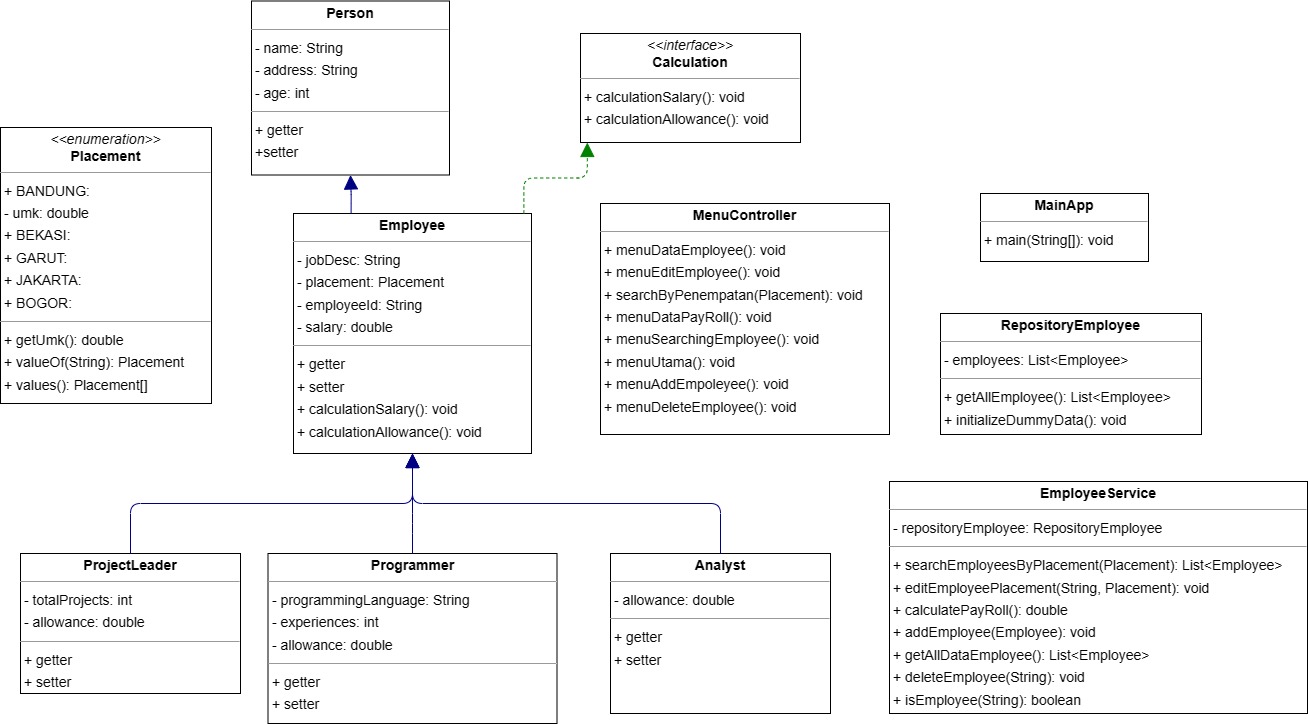 Person
- name: String
- address: String
- age: int
+ getter
+setter
<<interface>>
Calculation
+ calculationSalary(): void
+ calculationAllowance(): void
<<enumeration>>
Placement
+ BANDUNG:
- umk: double
+ BEKASI:
+ GARUT:
+ JAKARTA:
+ BOGOR:
+ getUmk(): double
+ valueOf(String): Placement
+ values(): Placement[]
Employee
- jobDesc: String
- placement: Placement
- employeeId: String
- salary: double
+ getter
+ setter
+ calculationSalary(): void
+ calculationAllowance(): void
MenuController
+ menuDataEmployee(): void
+ menuEditEmployee(): void
+ searchByPenempatan(Placement): void
+ menuDataPayRoll(): void
+ menuSearchingEmployee(): void
+ menuUtama(): void
+ menuAddEmpoleyee(): void
+ menuDeleteEmployee(): void
MainApp
+ main(String[]): void
RepositoryEmployee
- employees: List<Employee>
+ getAllEmployee(): List<Employee>
+ initializeDummyData(): void
EmployeeService
- repositoryEmployee: RepositoryEmployee
+ searchEmployeesByPlacement(Placement): List<Employee>
+ editEmployeePlacement(String, Placement): void
+ calculatePayRoll(): double
+ addEmployee(Employee): void
+ getAllDataEmployee(): List<Employee>
+ deleteEmployee(String): void
+ isEmployee(String): boolean
ProjectLeader
- totalProjects: int
- allowance: double
+ getter
+ setter
Programmer
- programmingLanguage: String
- experiences: int
- allowance: double
+ getter
+ setter
Analyst
- allowance: double
+ getter
+ setter